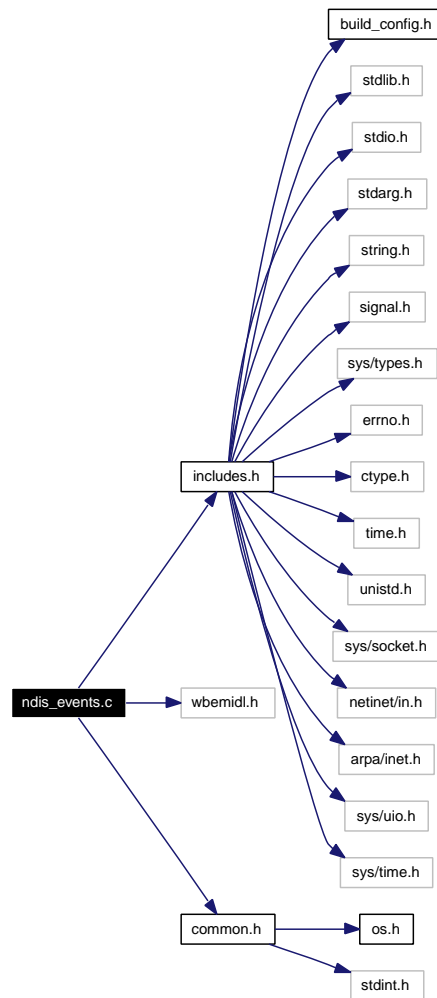 build_config.h
stdlib.h
stdio.h
stdarg.h
string.h
signal.h
sys/types.h
errno.h
includes.h
ctype.h
time.h
unistd.h
sys/socket.h
ndis_events.c
wbemidl.h
netinet/in.h
arpa/inet.h
sys/uio.h
sys/time.h
common.h
os.h
stdint.h